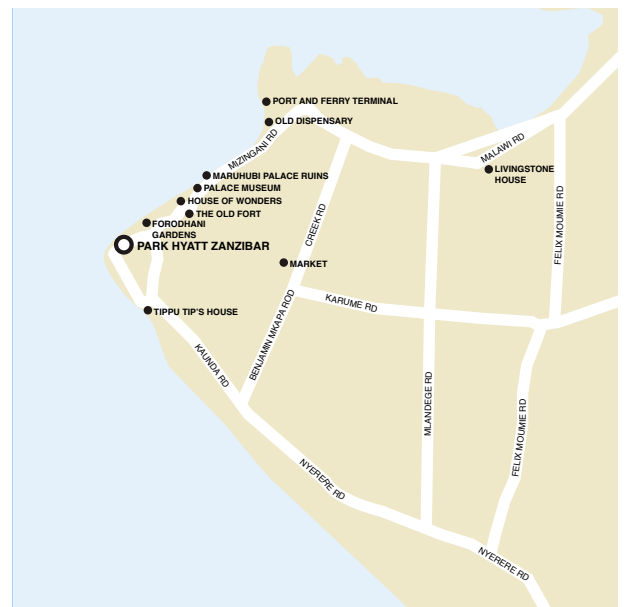 PORT AND FERRY TERMINAL
OLD DISPENSARY
MIZINGANI RD
MALAWI RD
MARUHUBI PALACE RUINS
LIVINGSTONE
HOUSE
PALACE MUSEUM
HOUSE OF WONDERS
THE OLD FORT
FORODHANI
GARDENS
CREEK RD
FELIX MOUMIE RD
PARK HYATT ZANZIBAR
MARKET
KARUME RD
TIPPU TIP'S HOUSE
BENJAMIN MKAPA ROD
KAUNDA RD
MLANDEGE RD
FELIX MOUMIE RD
NYERERE RD
NYERERE RD